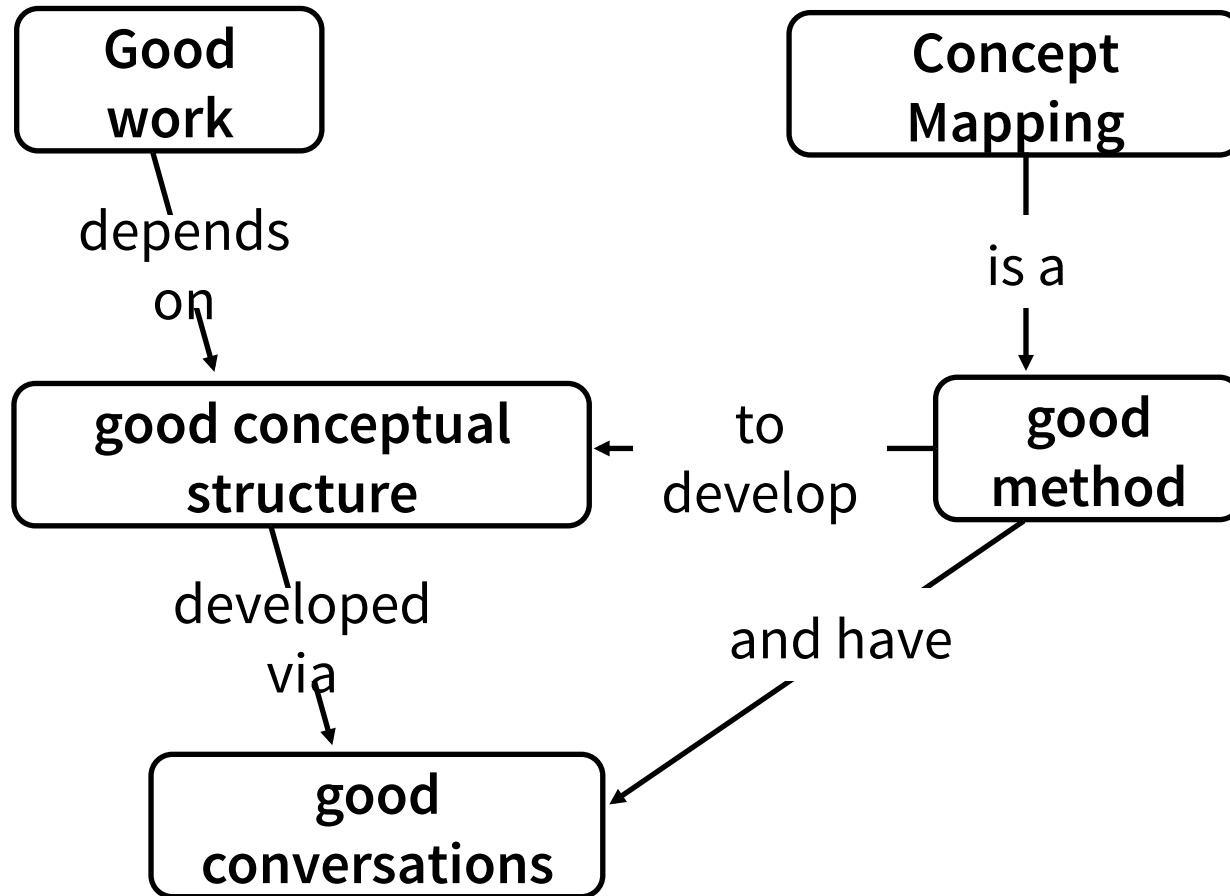 Good
work
depends
on
good conceptual
structure
developed
via
good
conversations
Concept
Mapping
is a
good
method
to
develop
and have